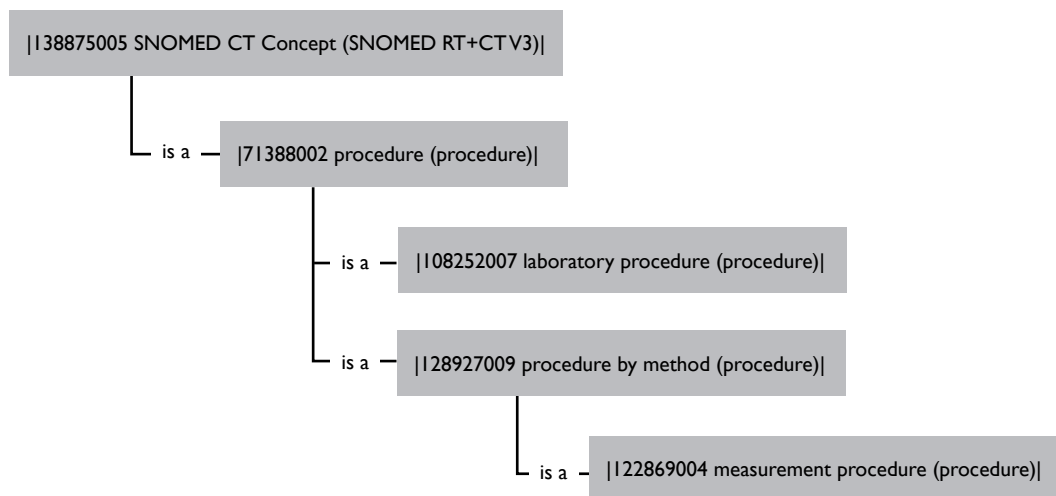 |138875005 SNOMED CT Concept (SNOMED RT+CTV3)|
is a
|71388002 procedure (procedure)|
is a
|108252007 laboratory procedure (procedure)|
is a
|128927009 procedure by method (procedure)|
is a
|122869004 measurement procedure (procedure)|